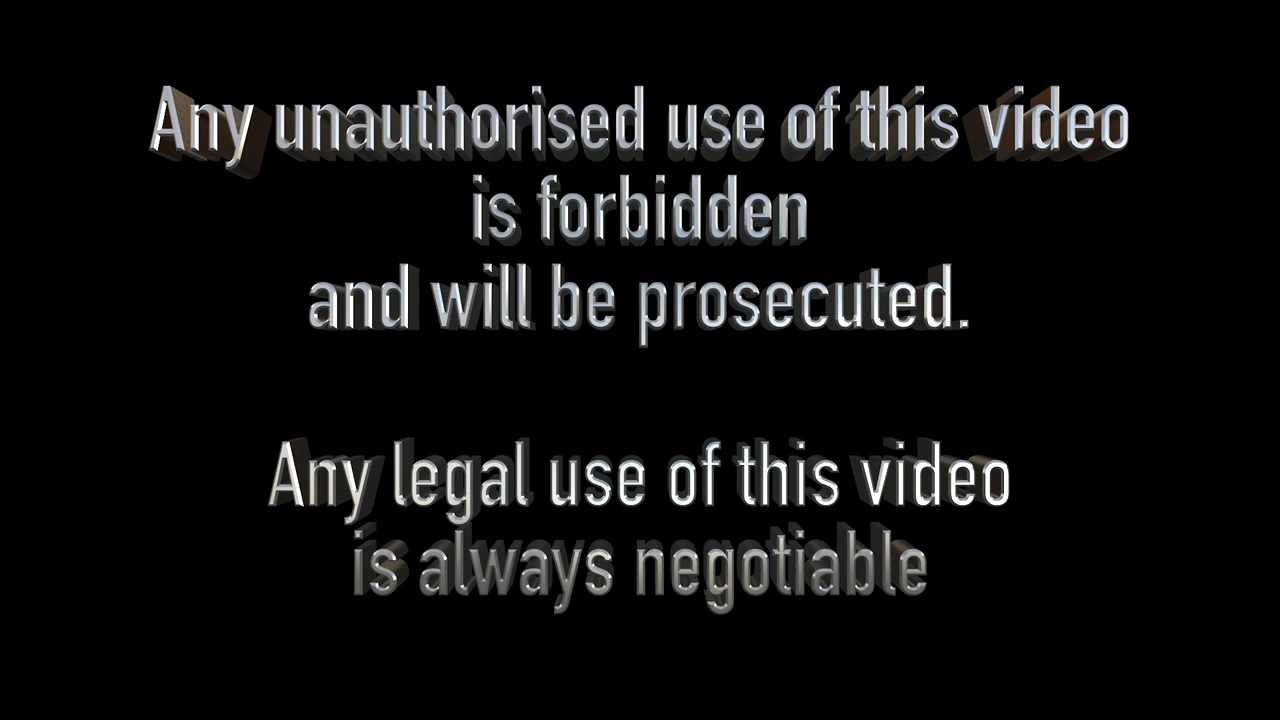 Any unauthorised use of this video
is forbidden
and will be prosecuted.
Any legal use of this video
is always negotiable